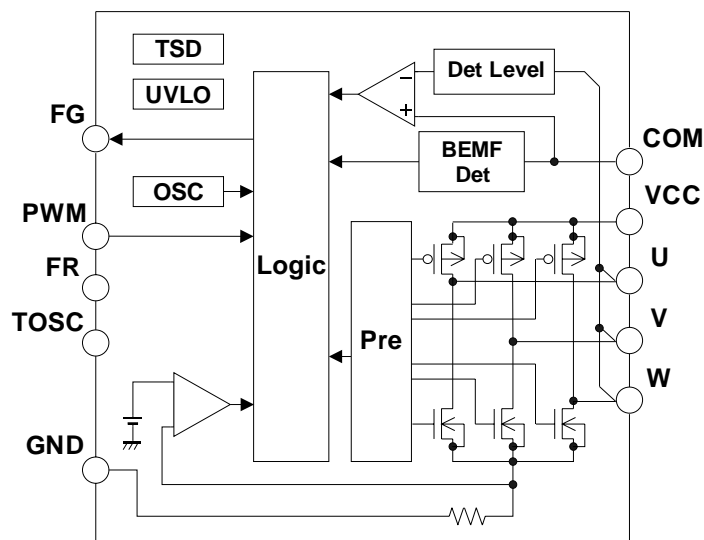 TSD
UVLO
OSC
Logic
Pre
Det Level
BEMF
Det
−
+
FG
PWM
FR
TOSC
GND
COM
VCC
U
V
W